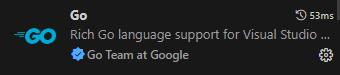 GO
Go
53ms
Rich Go language support for Visual Studio ...
Go Team at Google